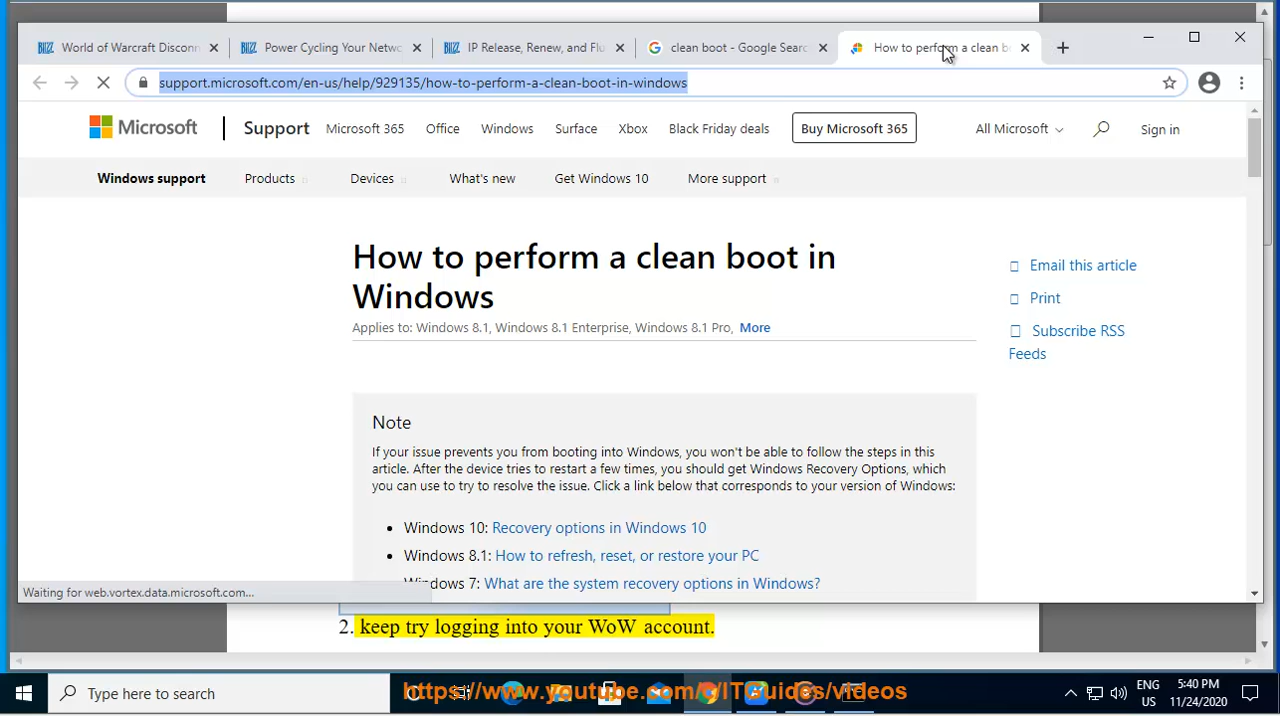 World of Warcraft Disconn
Power Cycling Your Netwo
IP Release, Renew, and Flu
clean boot - Google Searc
How to perform a clean b
support.microsoft.com/en-us/help/929135/how-to-perform-a-clean-boot-in-windows
Microsoft
Support
Microsoft 365
Office
Windows
Surface
Xbox
Black Friday deals
Buy Microsoft 365
All Microsoft
Sign in
Windows support
Products
Devices
What's new
Get Windows 10
More support
How to perform a clean boot in
Windows
Applies to: Windows 8.1, Windows 8.1 Enterprise, Windows 8.1 Pro, More
Email this article
Print
Subscribe RSS
Feeds
Note
If your issue prevents you from booting into Windows, you won't be able to follow the steps in this
article. After the device tries to restart a few times, you should get Windows Recovery Options, which
you can use to try to resolve the issue. Click a link below that corresponds to your version of Windows:
• Windows 10: Recovery options in Windows 10
• Windows 8.1: How to refresh, reset, or restore your PC
Windows 7: What are the system recovery options in Windows?
Waiting for web.vortex.data.microsoft.com...
2. keep try logging into your WoW account.
Type here to search
https://www.youtube.com/c/ITGuides/videos
ENG
US
5:40 PM
11/24/2020